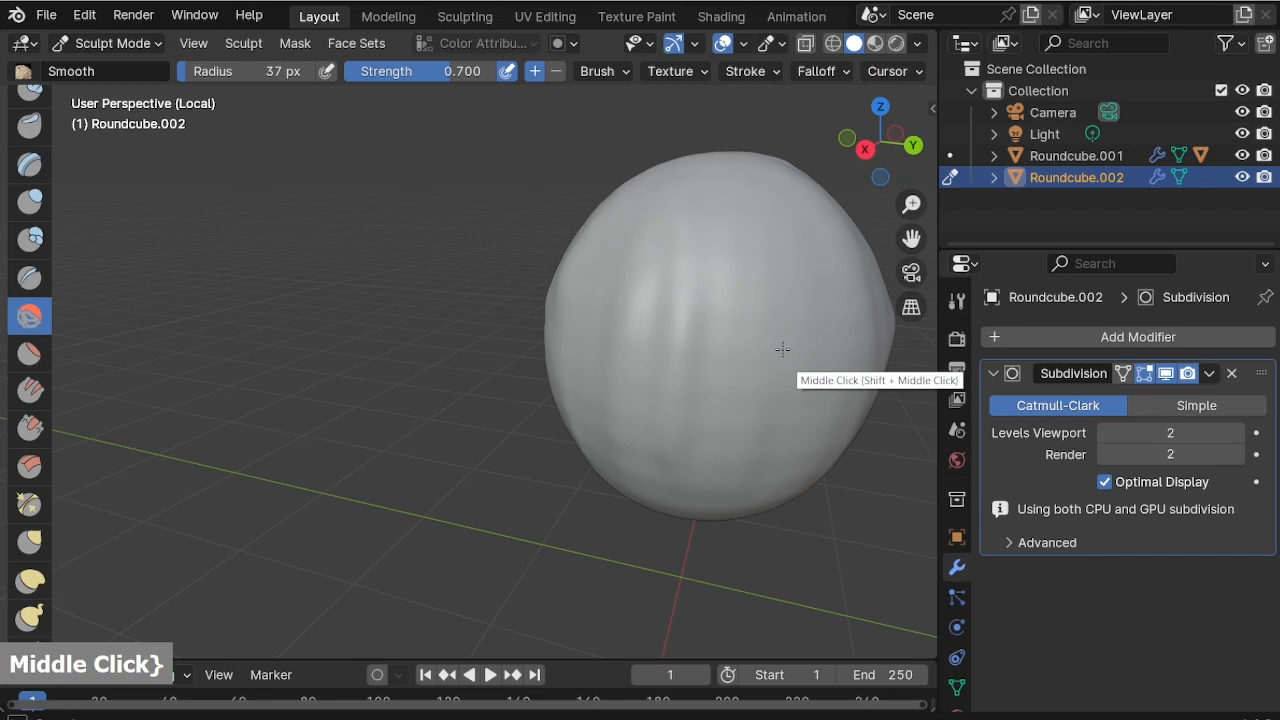 File Edit Render Window Help Layout Modeling Sculpting UV Editing Texture Paint Shading Animation Scene ViewLayer
Sculpt Mode View Sculpt Mask Face Sets Color Attribu... Search
Smooth Radius 37 px Strength 0.700 Brush Texture Stroke Falloff Cursor
User Perspective (Local)
(1) Roundcube.002
Z
Y
X
Scene Collection
Collection
Camera
Light
Roundcube.001
Roundcube.002
Search
Roundcube.002 Subdivision
Add Modifier
Subdivision
Catmull-Clark Simple
Levels Viewport 2
Render 2
Optimal Display
Using both CPU and GPU subdivision
Advanced
Middle Click (Shift + Middle Click)
Middle Click}
View Marker 1 Start 1 End 250
1